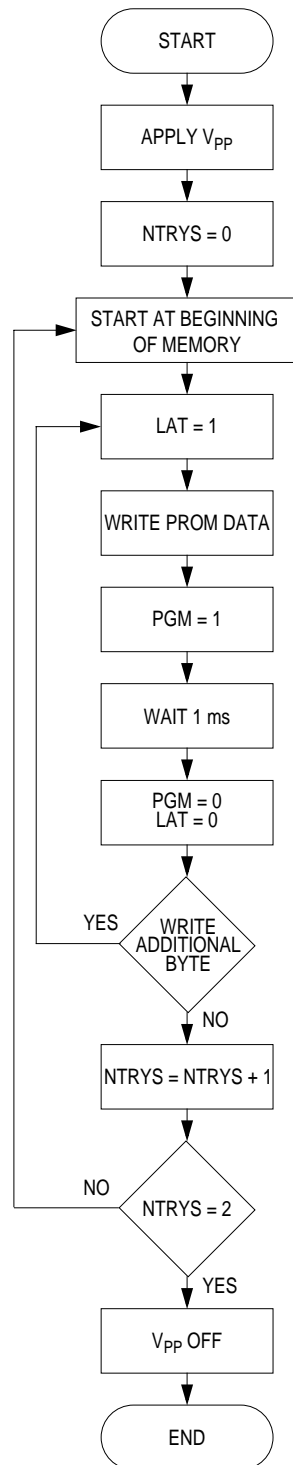 START
APPLY VPP
NTRYS = 0
START AT BEGINNING
OF MEMORY
LAT = 1
WRITE PROM DATA
PGM = 1
WAIT 1 ms
PGM = 0
LAT = 0
YES
WRITE
ADDITIONAL
BYTE
NO
NTRYS = NTRYS + 1
NO
NTRYS = 2
YES
VPP OFF
END